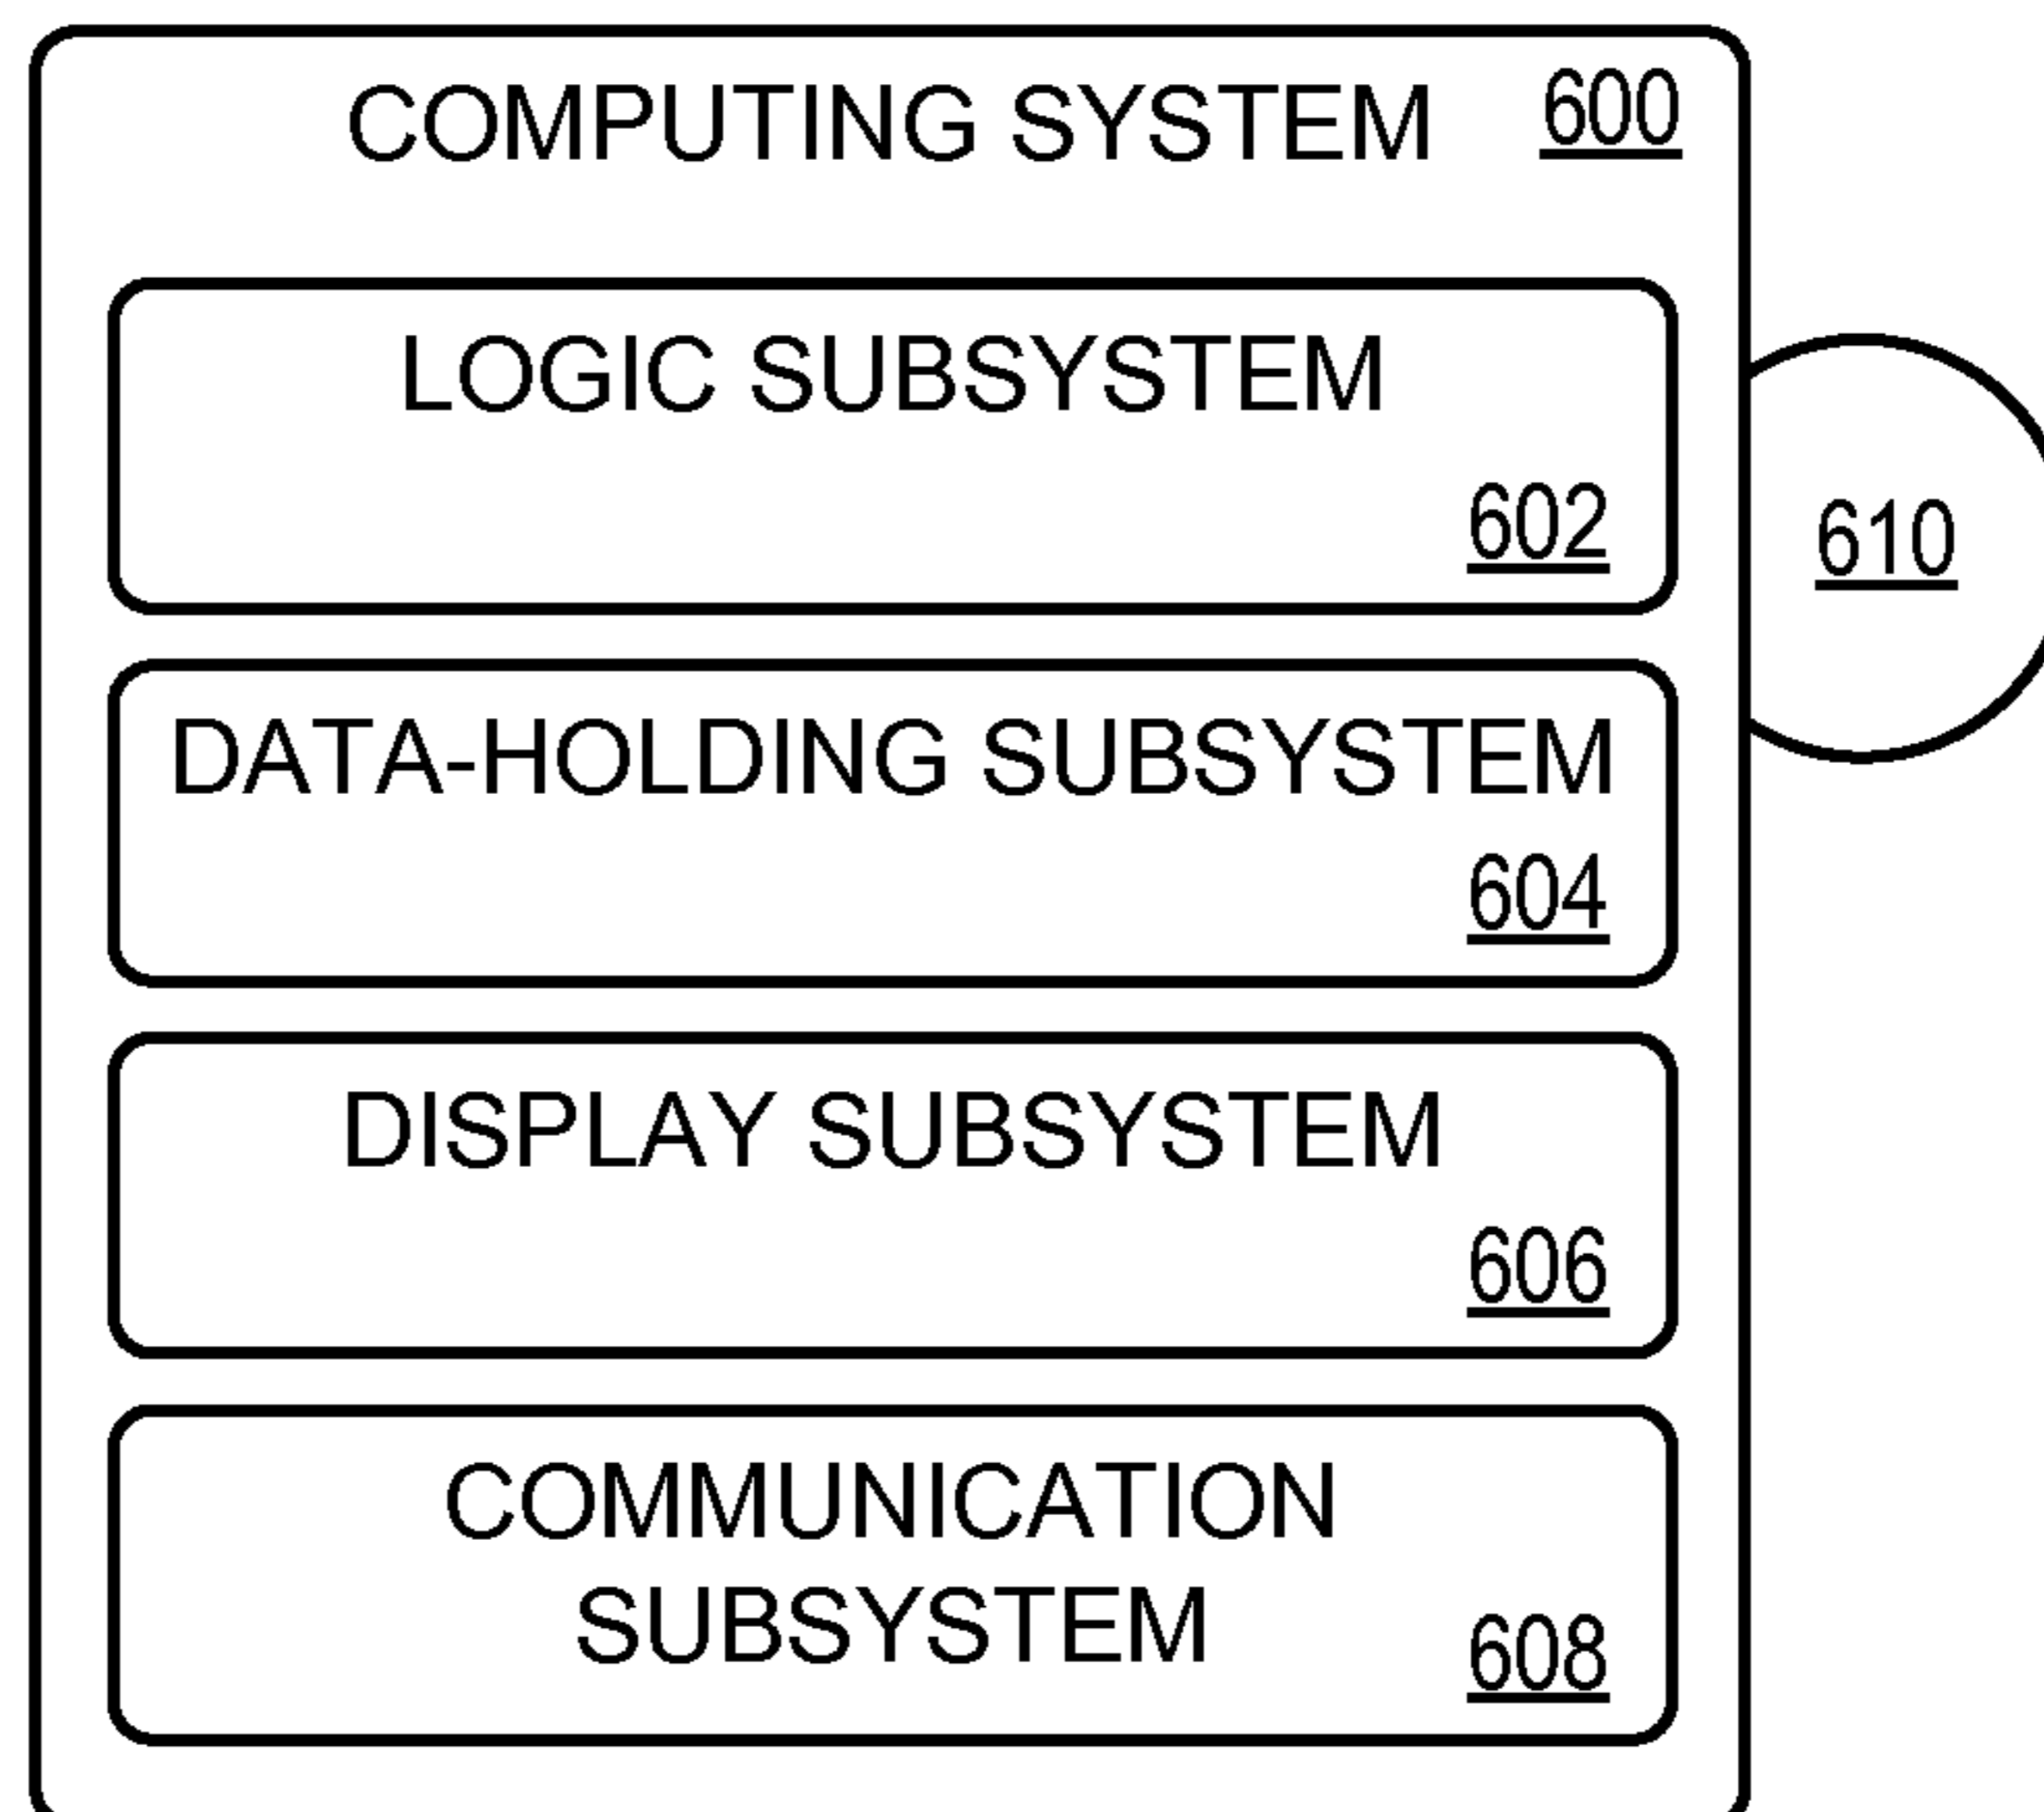 COMPUTING SYSTEM 600
LOGIC SUBSYSTEM
602
610
DATA-HOLDING SUBSYSTEM
604
DISPLAY SUBSYSTEM
606
COMMUNICATION
SUBSYSTEM 608